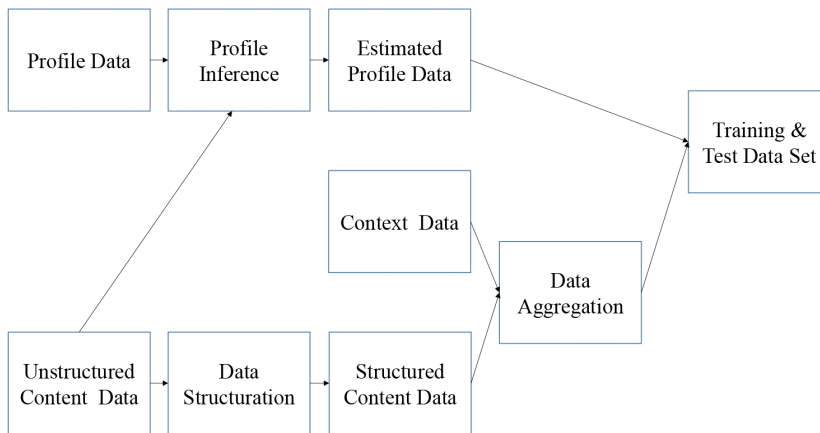 Profile Data
Profile
Inference
Estimated
Profile Data
Training &
Test Data Set
Context Data
Data
Aggregation
Unstructured
Content Data
Data
Structuration
Structured
Content Data